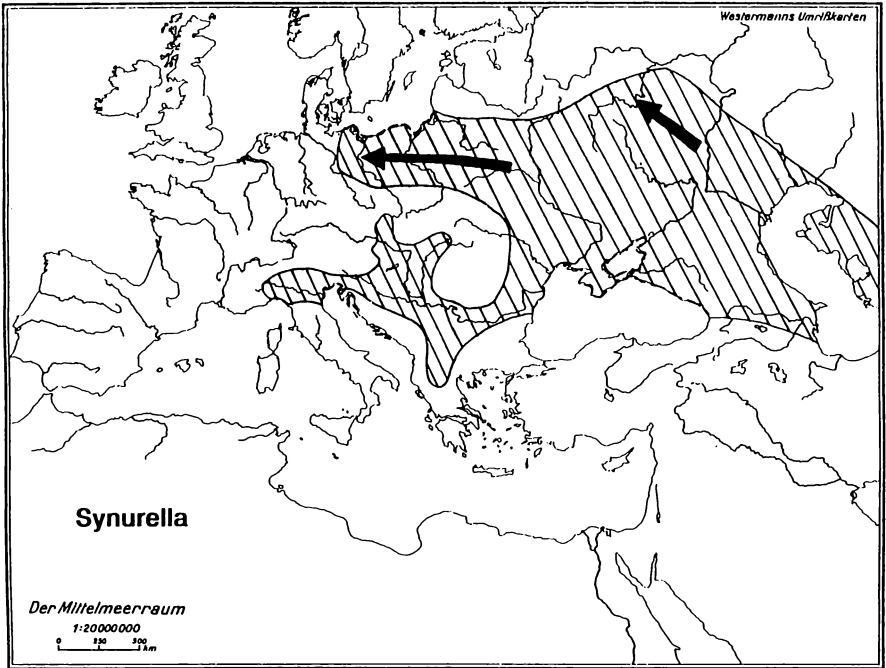 Westermanns Umrißkarten
Synurella
Der Mittelmeerraum
1:20000000
0 250 500
km